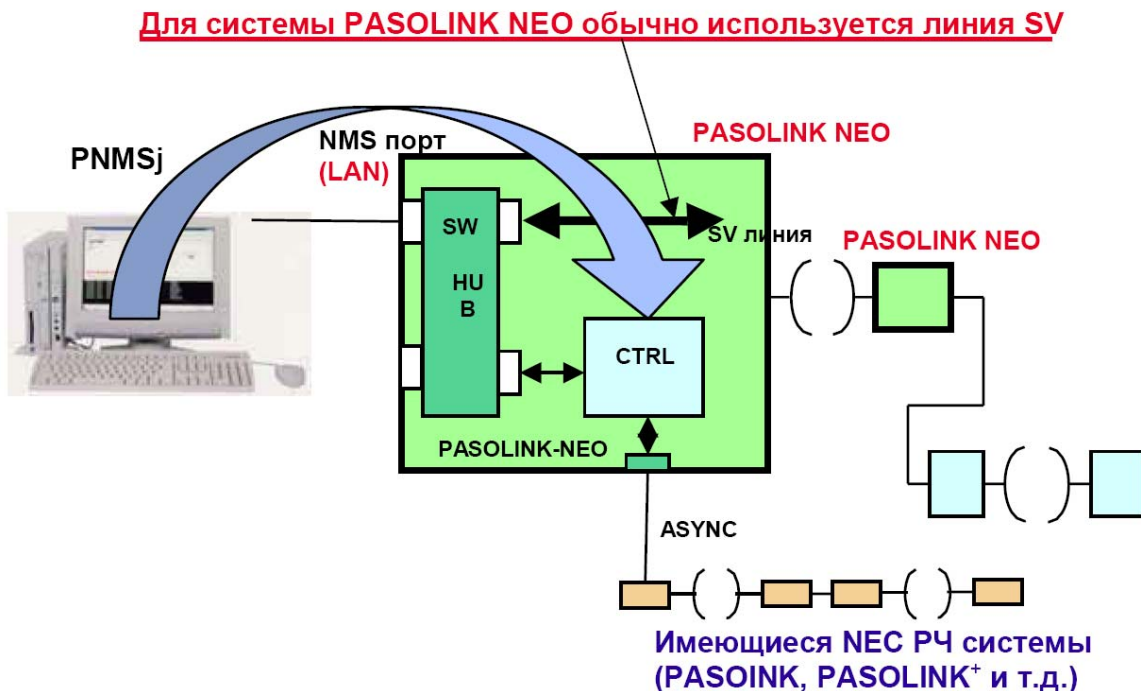 Для системы PASOLINK NEO обычно используется линия SV
PNMSj
NMS порт
(LAN)
PASOLINK NEO
SW
HU
B
SV линия
PASOLINK NEO
CTRL
PASOLINK-NEO
ASYNC
Имеющиеся NEC РЧ системы
(PASOINK, PASOLINK⁺ и т.д.)